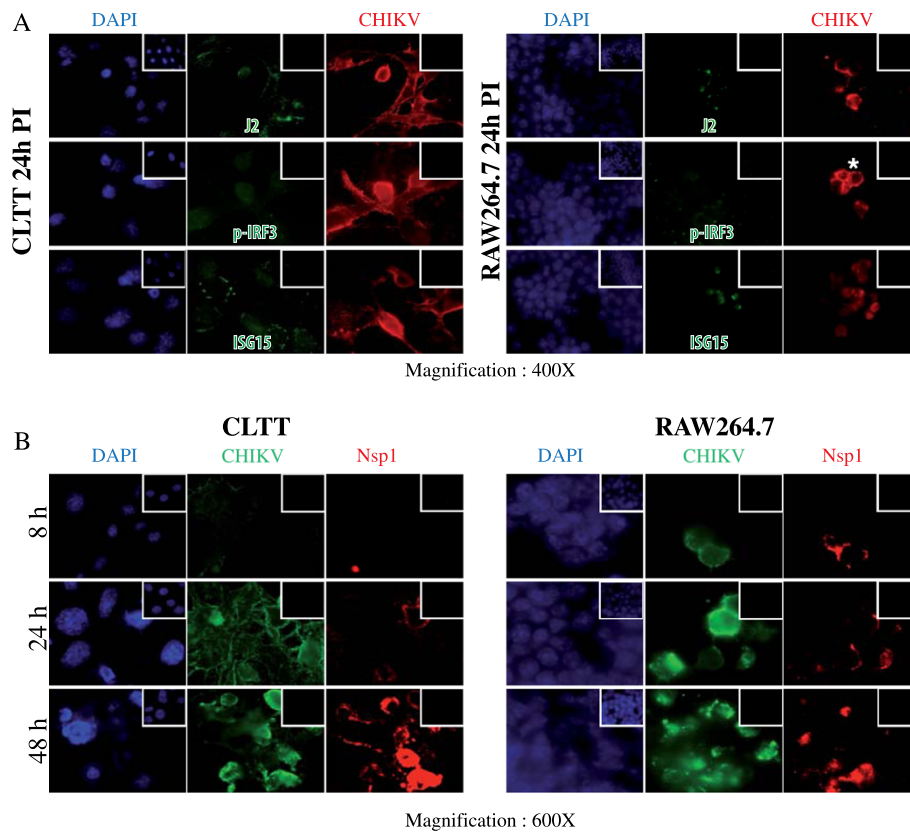 A
DAPI CHIKV DAPI CHIKV
CLTT 24h PI
J2
p-IRF3
ISG15
RAW264.7 24h PI
J2
*
p-IRF3
ISG15
Magnification : 400X
B
CLTT RAW264.7
DAPI CHIKV Nsp1 DAPI CHIKV Nsp1
8 h
24 h
48 h
Magnification : 600X